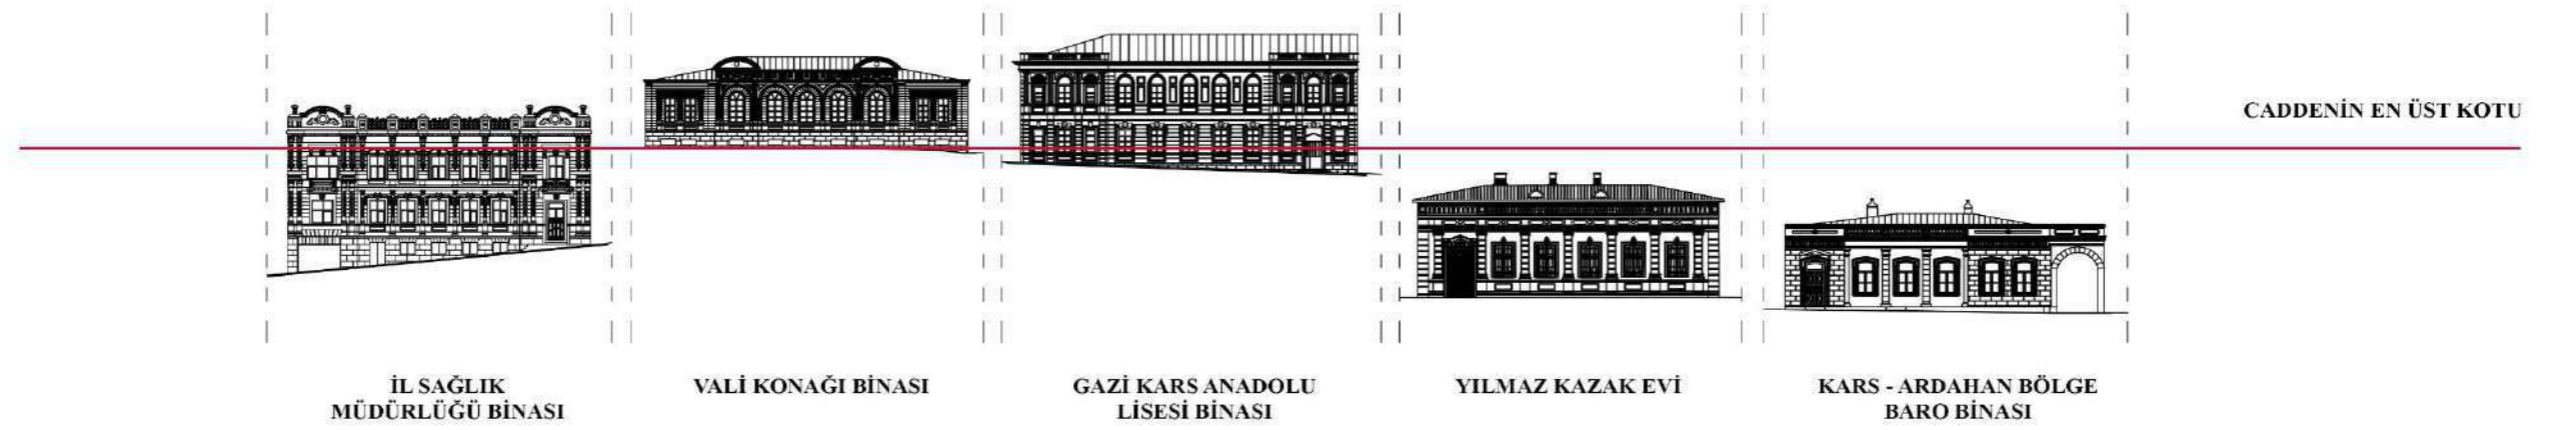 CADDENİN EN ÜST KOTU
İL SAĞLIK
MÜDÜRLÜĞÜ BİNASI
VALİ KONAĞI BİNASI
GAZİ KARS ANADOLU
LİSESİ BİNASI
YILMAZ KAZAK EVİ
KARS - ARDAHAN BÖLGE
BARO BİNASI